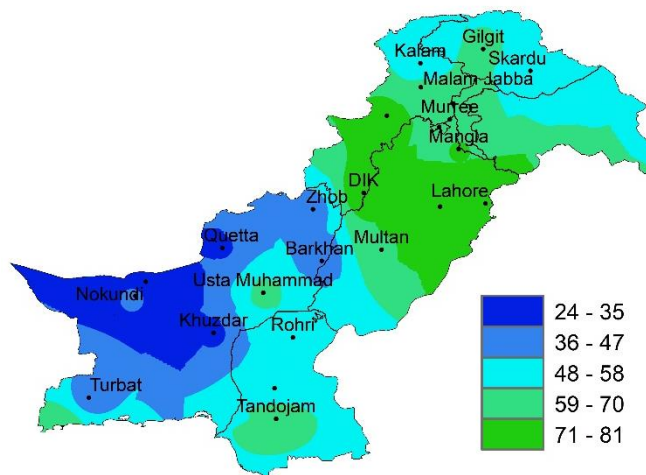 Gilgit
Kalam
Skardu
Malam Jabba
Murree
Mangla
DIK
Zhob
Lahore
Quetta
Barkhan
Multan
Usta Muhammad
Nokundi
Khuzdar
Rohri
Turbat
Tandojam
24 - 35
36 - 47
48 - 58
59 - 70
71 - 81